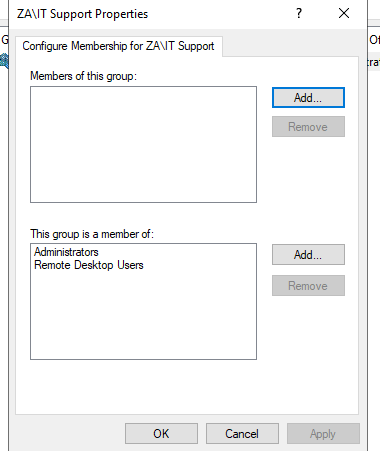 ZA\IT Support Properties
Configure Membership for ZA\IT Support
Members of this group:
Add...
Remove
This group is a member of:
Administrators
Remote Desktop Users
Add...
Remove
OK
Cancel
Apply